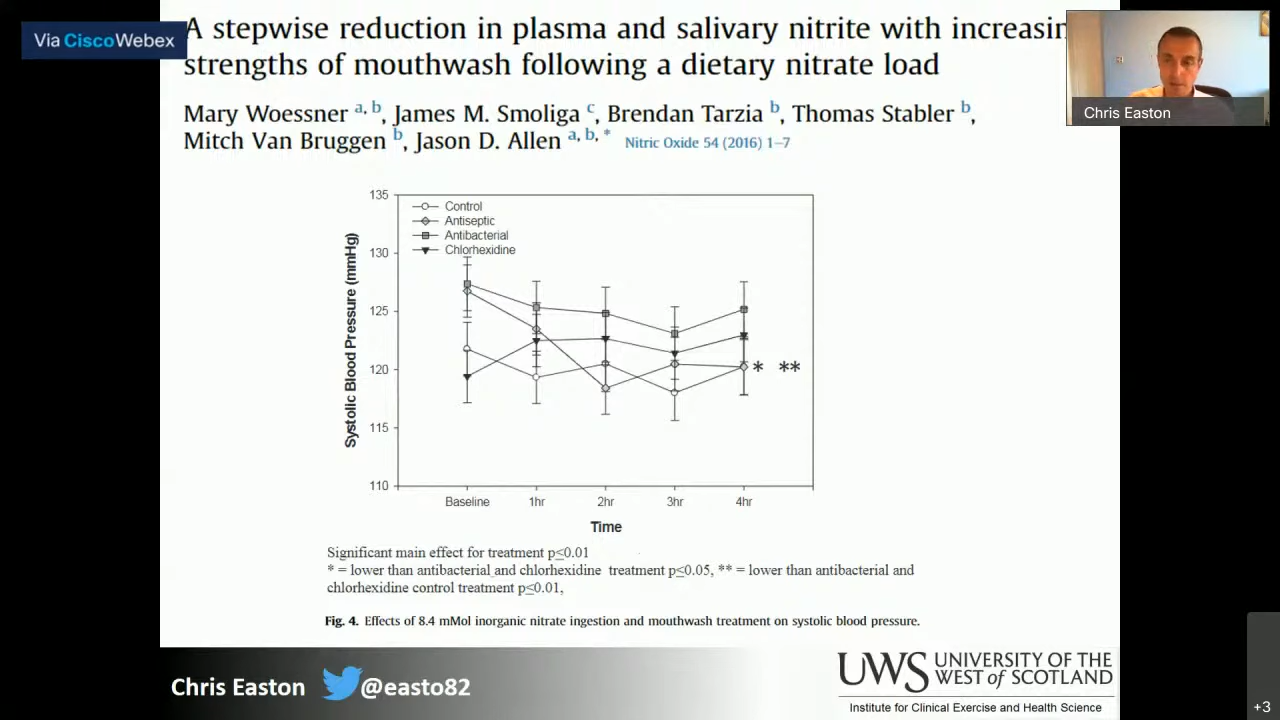 Via CiscoWebex
A stepwise reduction in plasma and salivary nitrite with increasin
strengths of mouthwash following a dietary nitrate load
Mary Woessner a, b, James M. Smoliga c, Brendan Tarzia b, Thomas Stabler b,
Mitch Van Bruggen b, Jason D. Allen a, b, * Nitric Oxide 54 (2016) 1–7
Chris Easton
135
130
125
120
115
110
Systolic Blood Pressure (mmHg)
Control
Antiseptic
Antibacterial
Chlorhexidine
* **
Baseline 1hr 2hr 3hr 4hr
Time
Significant main effect for treatment p≤0.01
* = lower than antibacterial and chlorhexidine treatment p≤0.05, ** = lower than antibacterial and
chlorhexidine control treatment p≤0.01,
Fig. 4. Effects of 8.4 mMol inorganic nitrate ingestion and mouthwash treatment on systolic blood pressure.
Chris Easton @easto82
UWS UNIVERSITY OF THE
WEST of SCOTLAND
Institute for Clinical Exercise and Health Science
+3